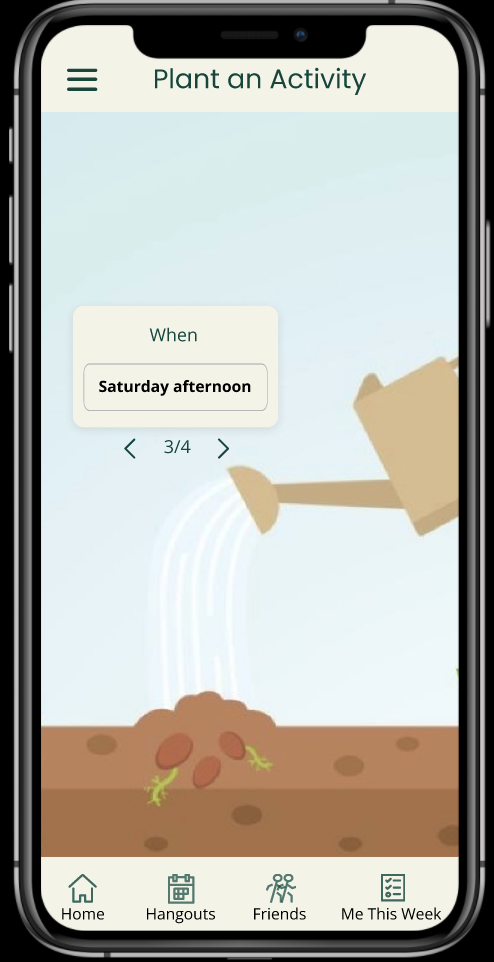 Plant an Activity
When
Saturday afternoon
3/4
Home Hangouts Friends Me This Week